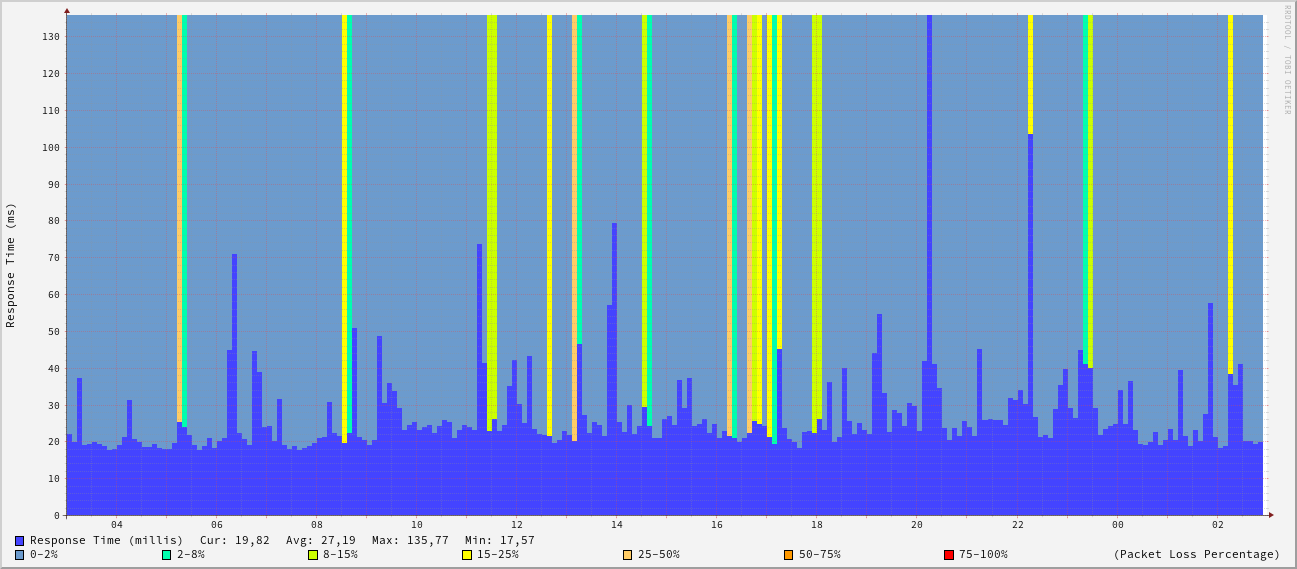 RRDTOOL / TOBI OETIKER
Response Time (ms)
130
120
110
100
90
80
70
60
50
40
30
20
10
0
04 06 08 10 12 14 16 18 20 22 00 02
Response Time (millis) Cur: 19,82 Avg: 27,19 Max: 135,77 Min: 17,57
0-2% 2-8% 8-15% 15-25% 25-50% 50-75% 75-100% (Packet Loss Percentage)